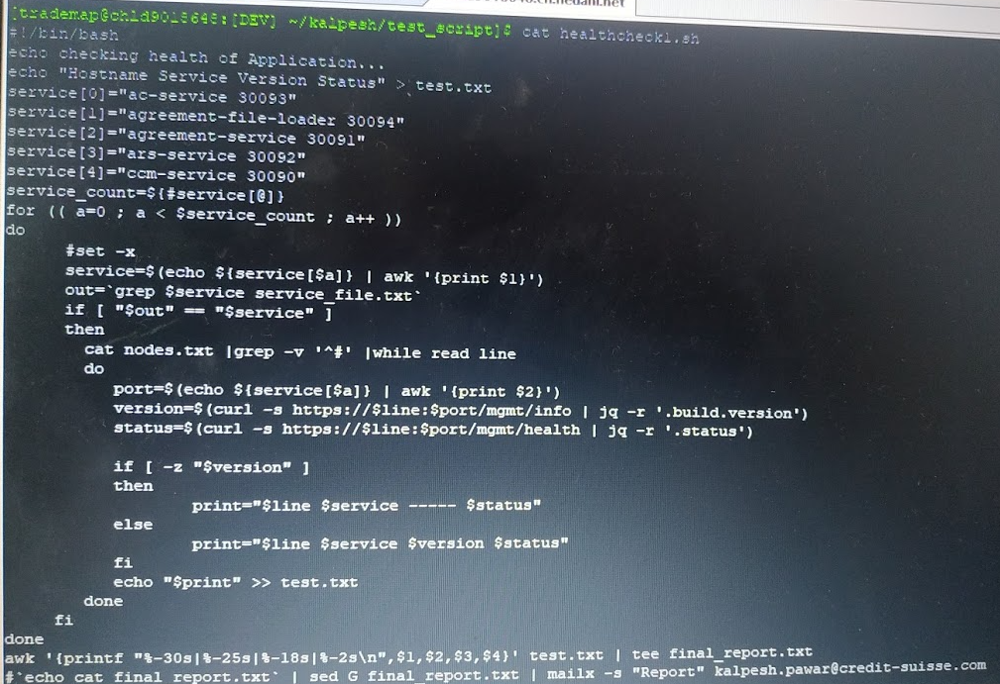 [trademap@chld9015645:[DEV] ~/kalpesh/test_script]$ cat healthcheck1.sh
#!/bin/bash
echo checking health of Application...
echo "Hostname Service Version Status" > test.txt
service[0]="ac-service 30093"
service[1]="agreement-file-loader 30094"
service[2]="agreement-service 30091"
service[3]="ars-service 30092"
service[4]="ccm-service 30090"
service_count=${#service[@]}
for (( a=0 ; a < $service_count ; a++ ))
do
#set -x
service=$(echo ${service[$a]} | awk '{print $1}')
out=`grep $service service_file.txt`
if [ "$out" == "$service" ]
then
cat nodes.txt |grep -v '^#' |while read line
do
port=$(echo ${service[$a]} | awk '{print $2}')
version=$(curl -s https://$line:$port/mgmt/info | jq -r '.build.version')
status=$(curl -s https://$line:$port/mgmt/health | jq -r '.status')
if [ -z "$version" ]
then
print="$line $service ----- $status"
else
print="$line $service $version $status"
fi
echo "$print" >> test.txt
done
fi
done
awk '{printf "%-30s|%-25s|%-18s|%-2s\n",$1,$2,$3,$4}' test.txt | tee final_report.txt
#`echo cat final_report.txt` | sed G final_report.txt | mailx -s "Report" kalpesh.pawar@credit-suisse.com